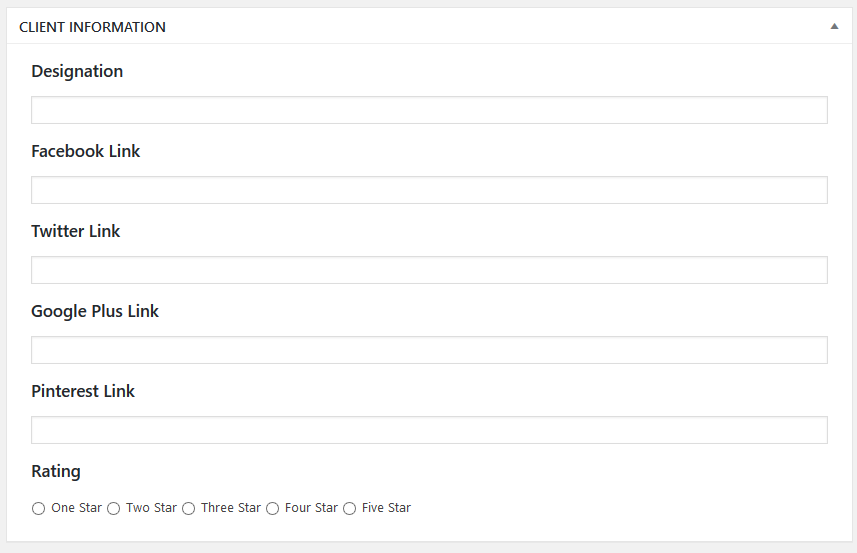 CLIENT INFORMATION
Designation
Facebook Link
Twitter Link
Google Plus Link
Pinterest Link
Rating
One Star Two Star Three Star Four Star Five Star